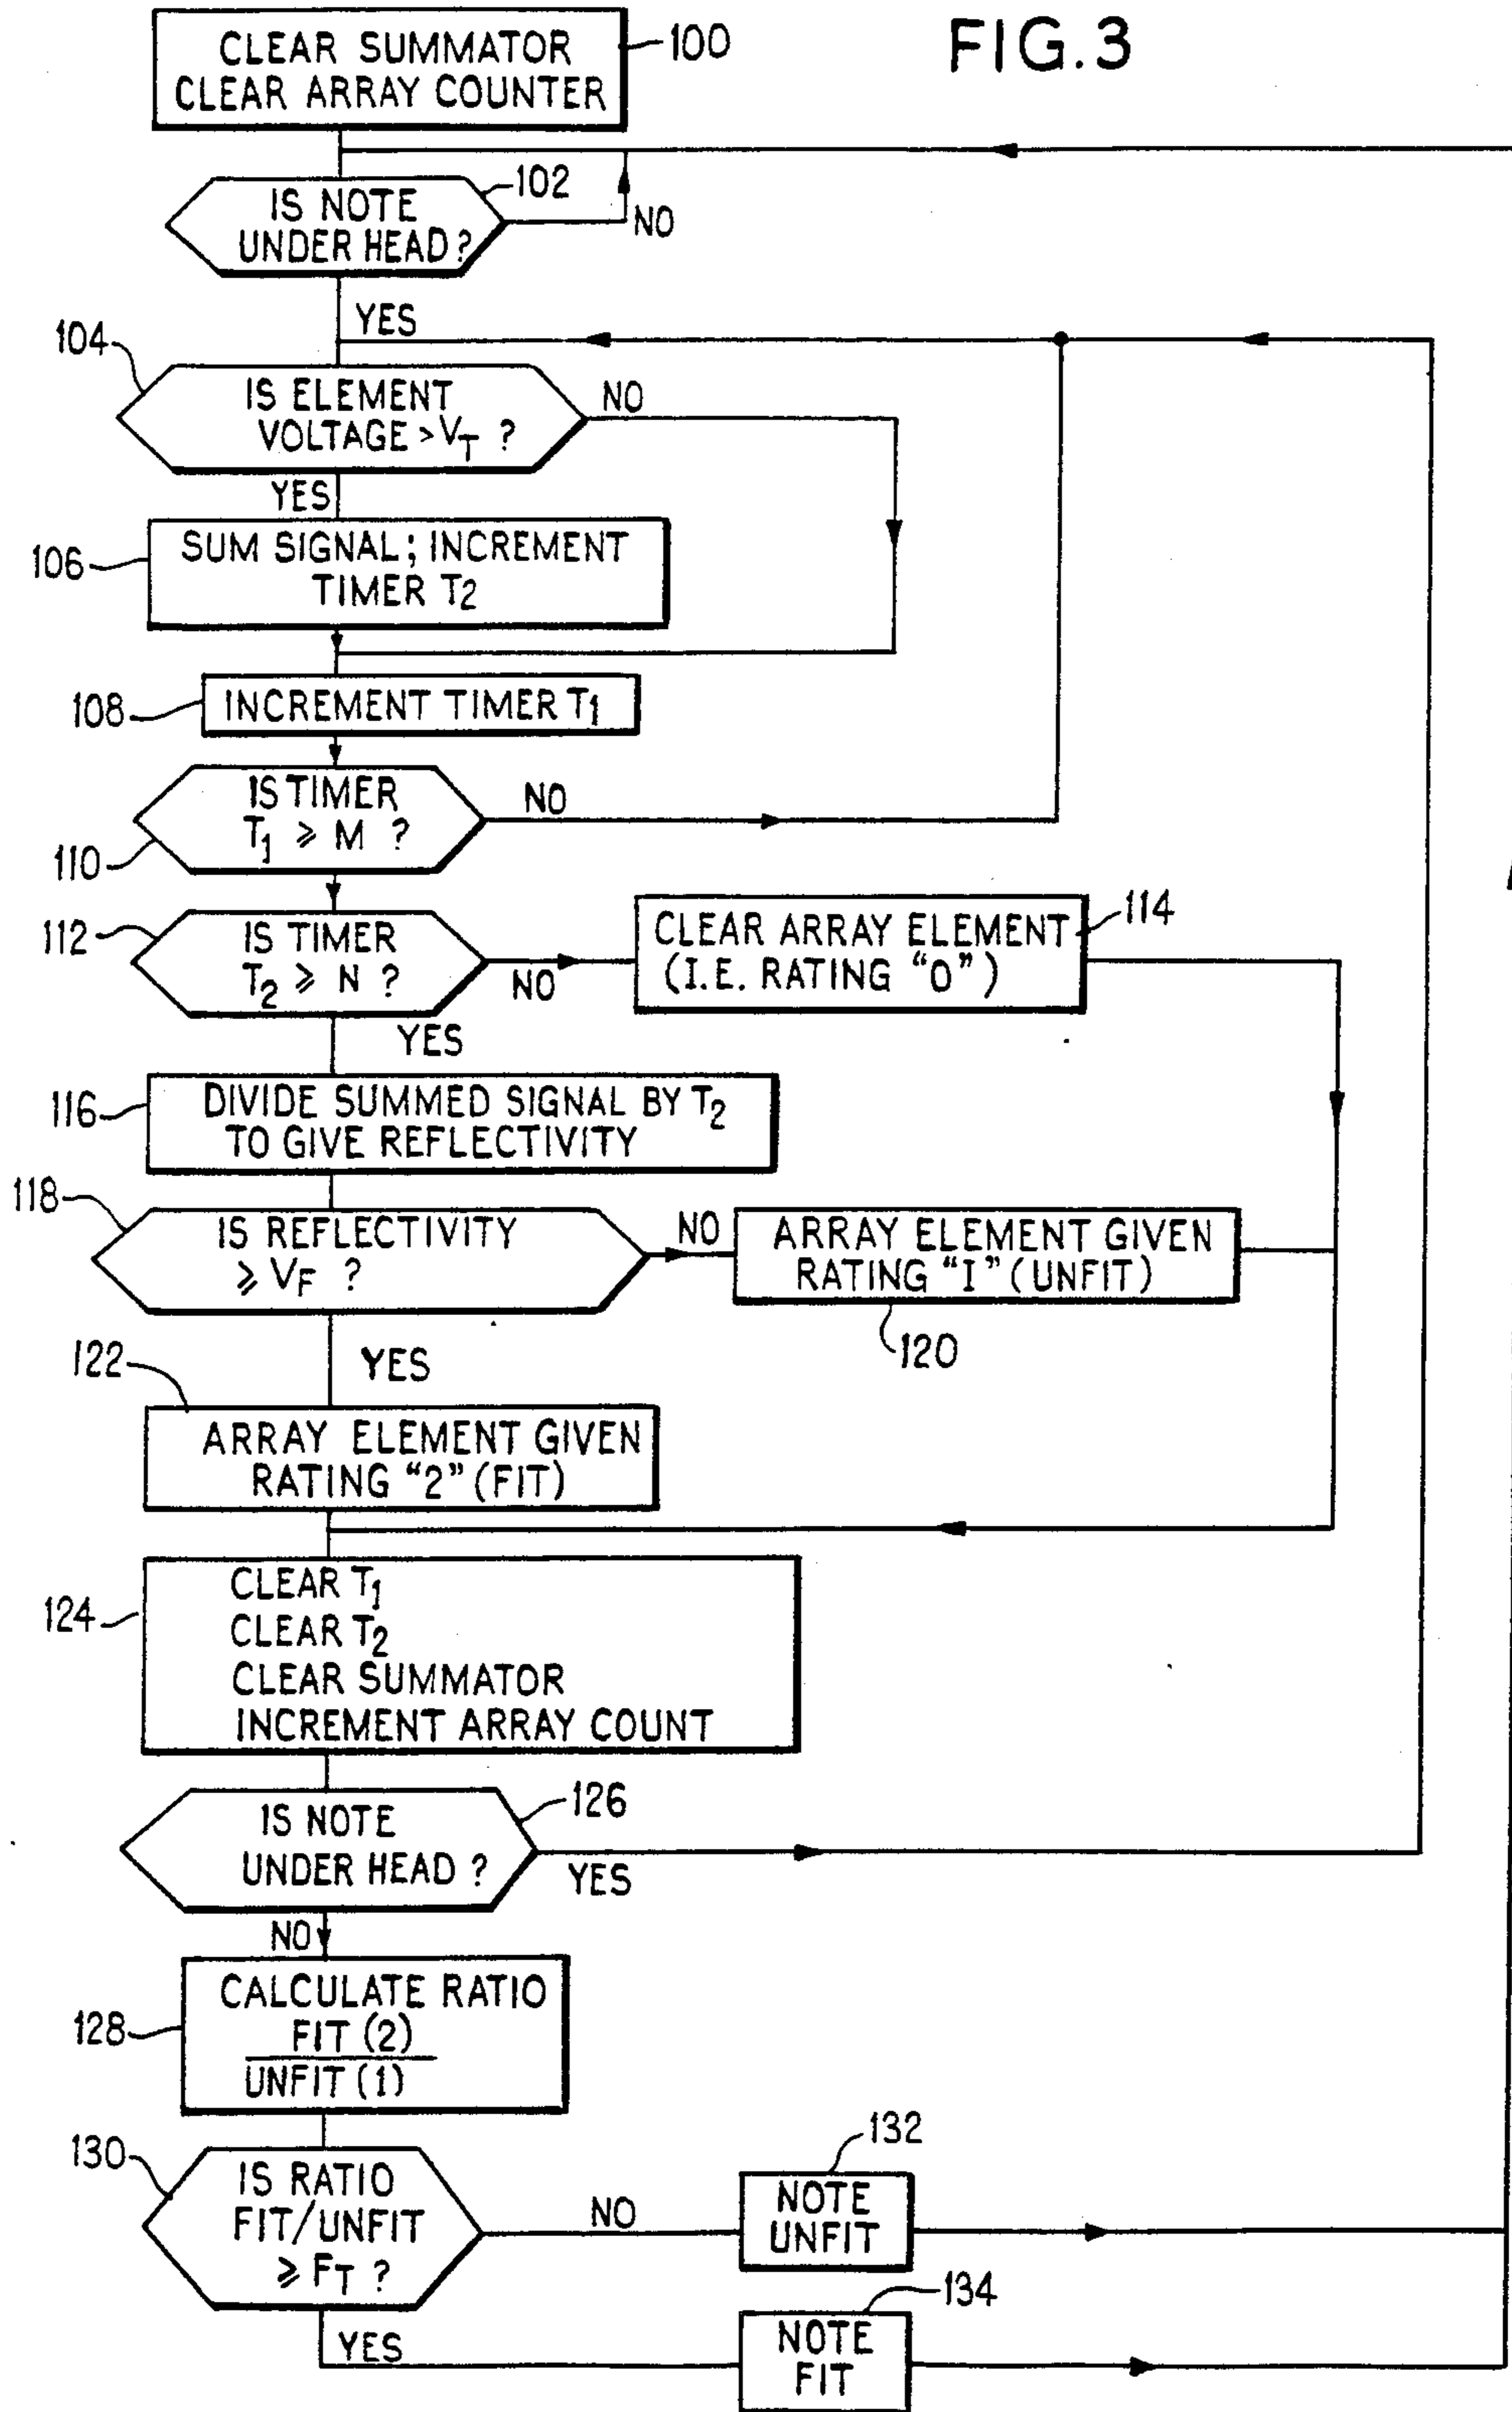 FIG.3
CLEAR SUMMATOR
CLEAR ARRAY COUNTER
100
IS NOTE
UNDER HEAD?
102
NO
YES
104
IS ELEMENT
VOLTAGE > VT ?
NO
YES
106
SUM SIGNAL; INCREMENT
TIMER T2
108
INCREMENT TIMER T1
IS TIMER
T1 ⩾ M ?
NO
110
112
IS TIMER
T2 ⩾ N ?
NO
CLEAR ARRAY ELEMENT
(I.E. RATING "0")
114
YES
116
DIVIDE SUMMED SIGNAL BY T2
TO GIVE REFLECTIVITY
118
IS REFLECTIVITY
⩾ VF ?
NO
ARRAY ELEMENT GIVEN
RATING "I" (UNFIT)
120
YES
122
ARRAY ELEMENT GIVEN
RATING "2" (FIT)
124
CLEAR T1
CLEAR T2
CLEAR SUMMATOR
INCREMENT ARRAY COUNT
IS NOTE
UNDER HEAD ?
126
YES
NO
128
CALCULATE RATIO
FIT (2)
UNFIT (1)
130
IS RATIO
FIT/UNFIT
⩾ FT ?
NO
132
NOTE
UNFIT
YES
134
NOTE
FIT